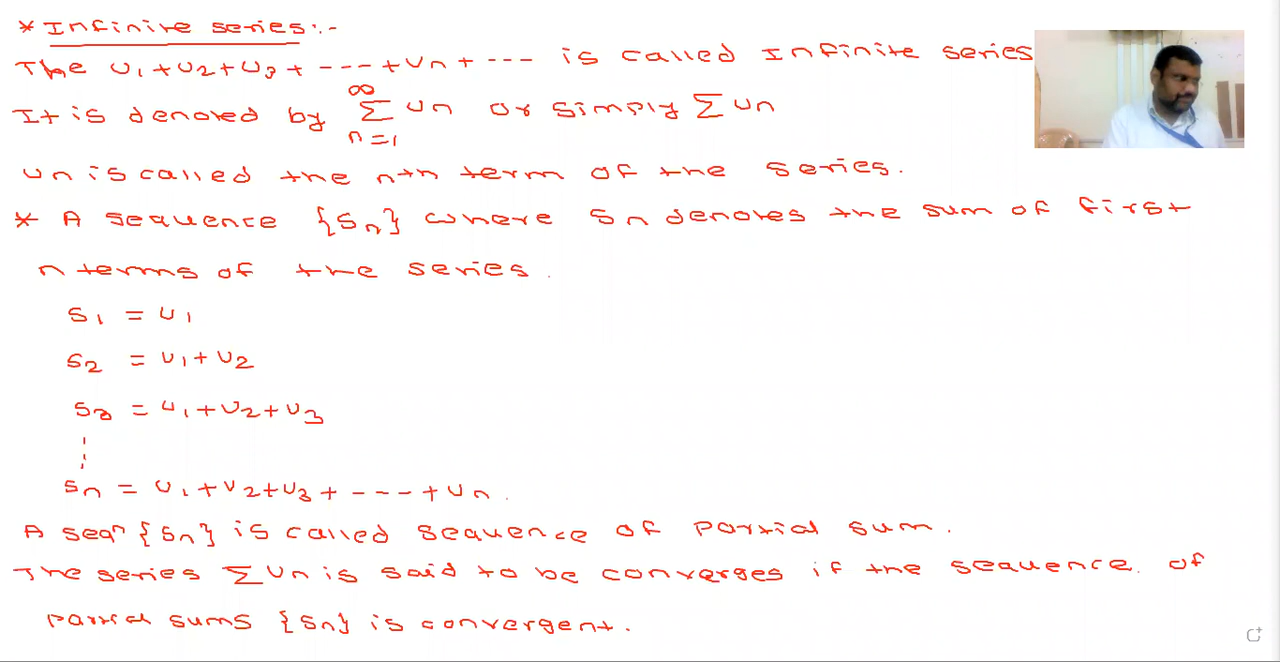 * Infinite series:-
The u₁+u₂+u₃+----+un+--- is called Infinite series
It is denoted by ∞∑n=1 un or simply ∑un
un is called the nth term of the series.
* A sequence {Sn} where Sn denotes the sum of first
n terms of the series.
S₁ = u₁
S₂ = u₁+u₂
S₃ = u₁+u₂+u₃
⋮
Sn = u₁+u₂+u₃+----+un.
A seqⁿ {Sn} is called sequence of partial sum.
The series ∑un is said to be converges if the sequence. of
partial sums {Sn} is convergent.